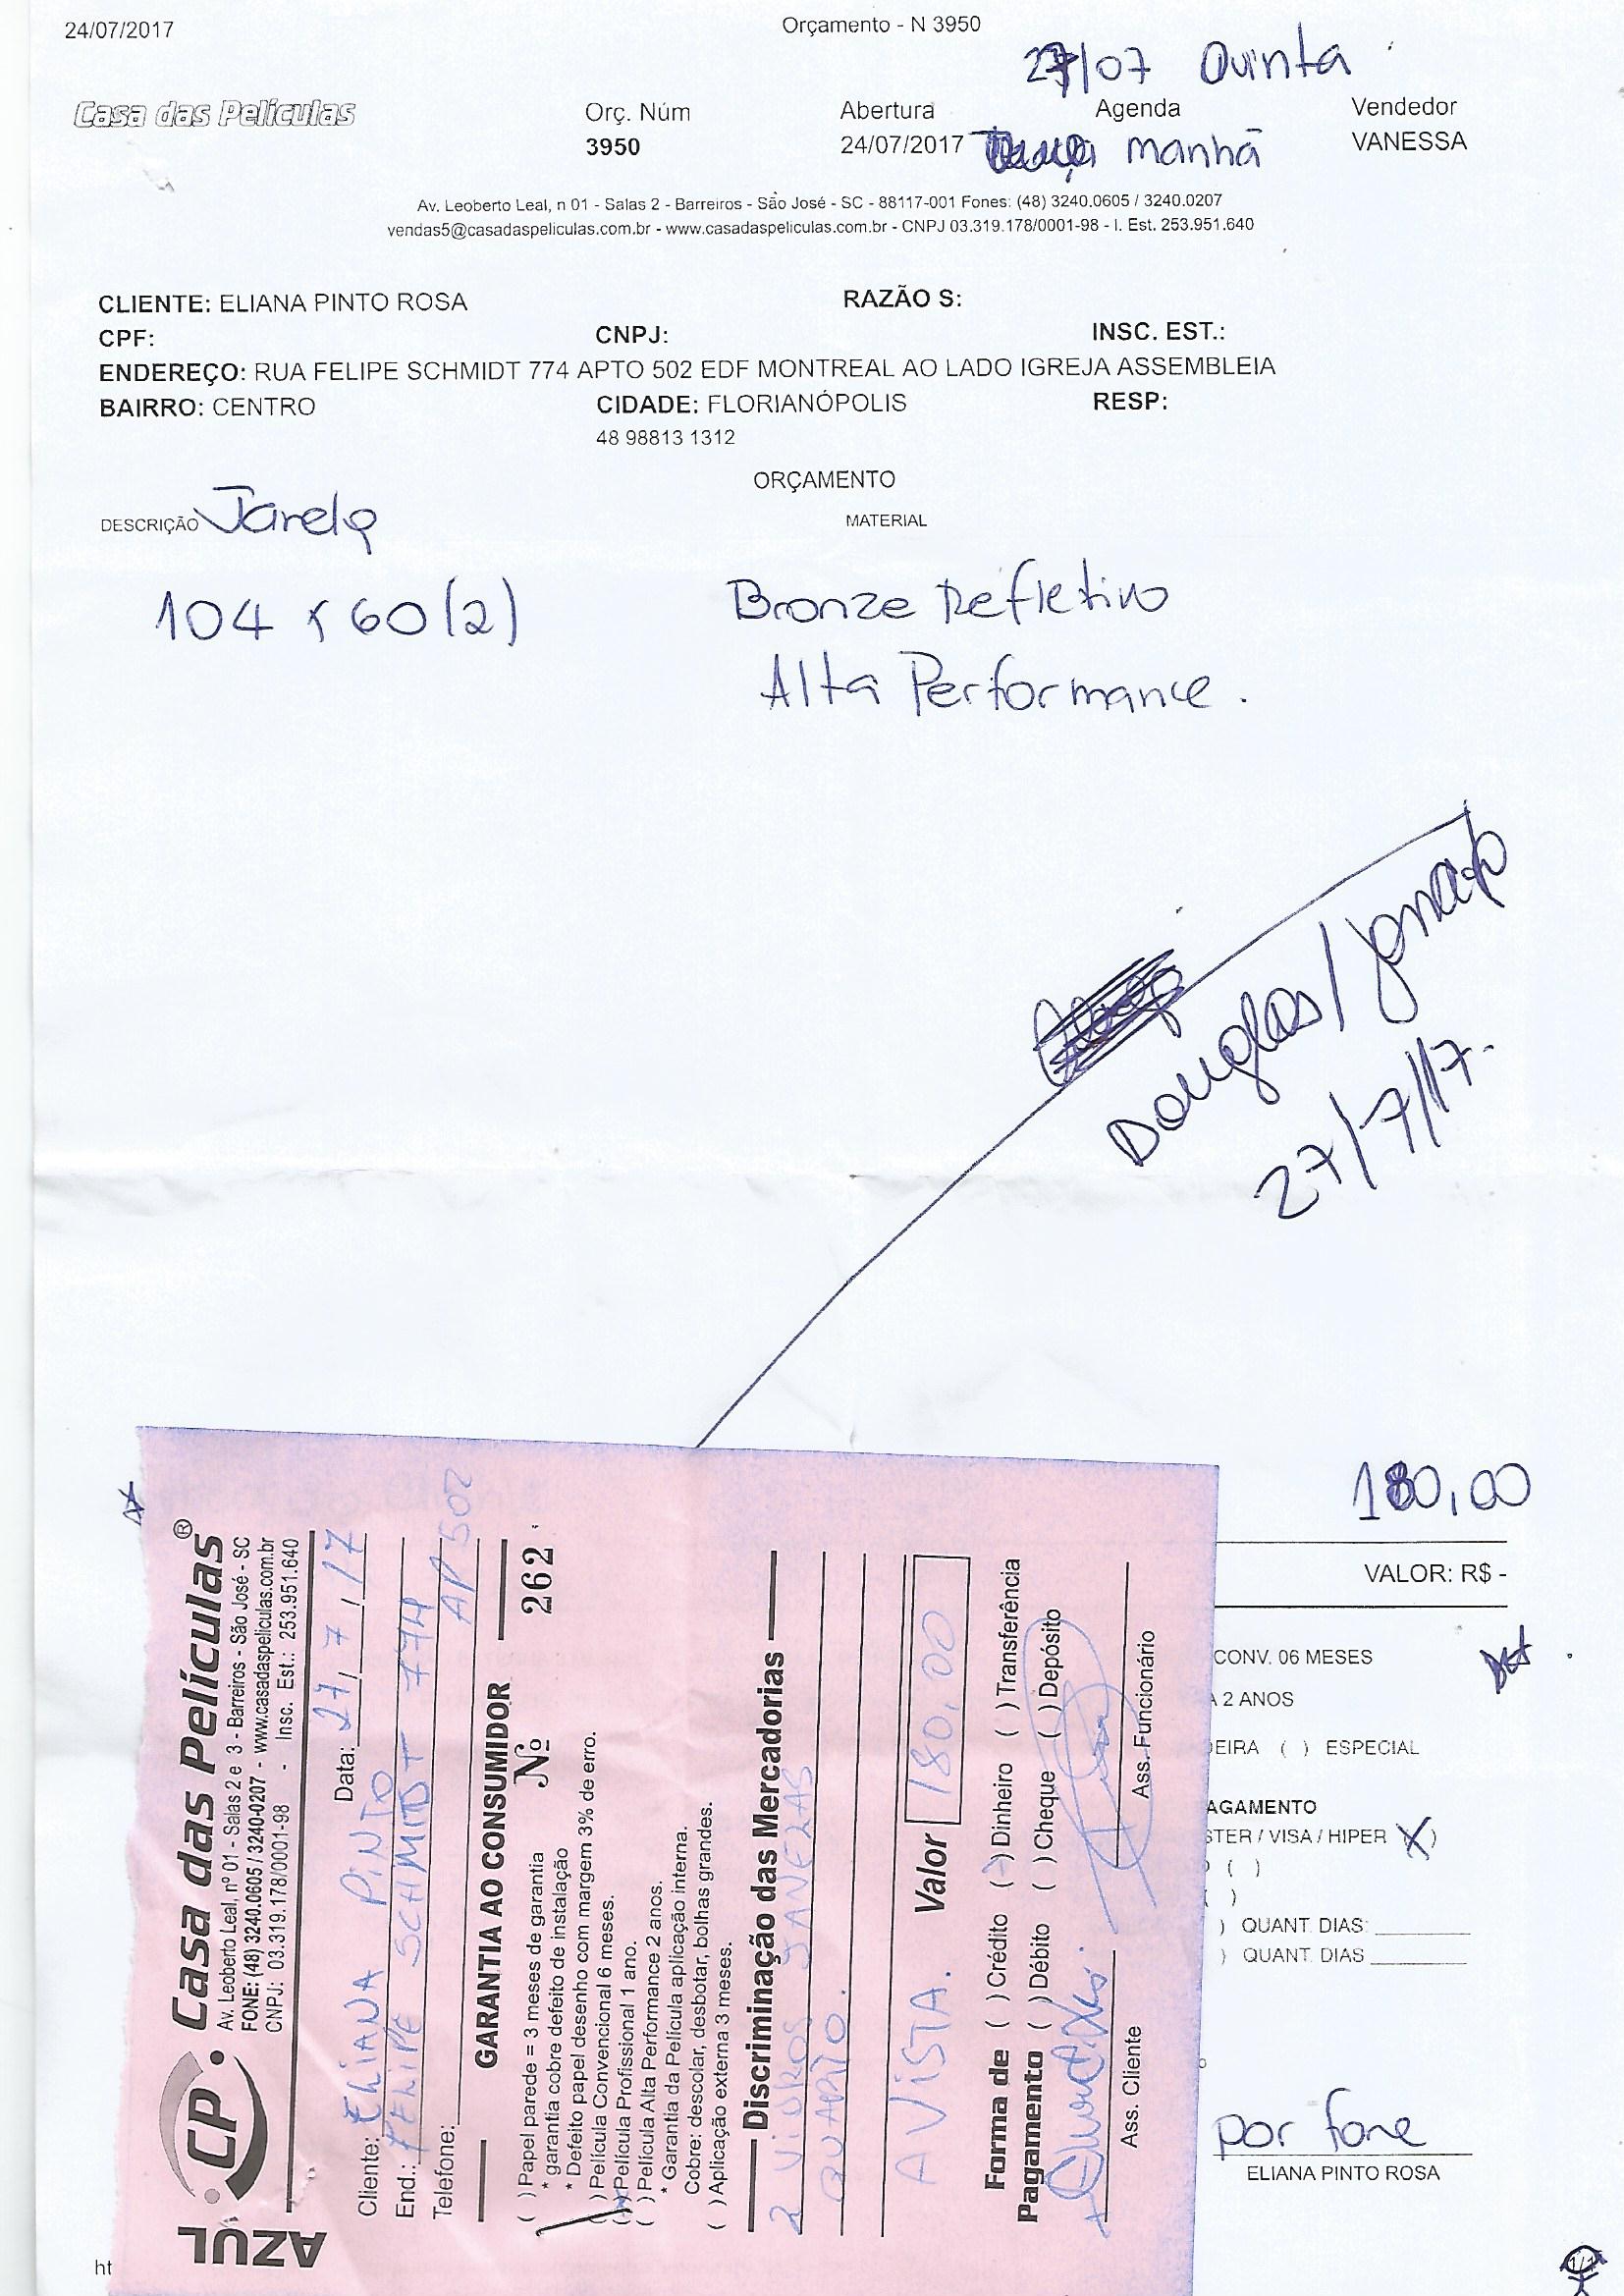 24/07/2017
Orçamento - N 3950
27/07 Quinta
Casa das Películas
Orç. Núm
Abertura
Agenda
Vendedor
3950
24/07/2017
manhã
VANESSA
Av. Leoberto Leal, n 01 - Salas 2 - Barreiros - São José - SC - 88117-001 Fones: (48) 3240.0605 / 3240.0207
vendas5@casadaspeliculas.com.br - www.casadaspeliculas.com.br - CNPJ 03.319.178/0001-98 - I. Est. 253.951.640
CLIENTE: ELIANA PINTO ROSA
RAZÃO S:
CPF:
CNPJ:
INSC. EST.:
ENDEREÇO: RUA FELIPE SCHMIDT 774 APTO 502 EDF MONTREAL AO LADO IGREJA ASSEMBLEIA
BAIRRO: CENTRO
CIDADE: FLORIANÓPOLIS
RESP:
48 98813 1312
ORÇAMENTO
DESCRIÇÃO Janela
MATERIAL
104 x 60 (2)
Bronze Refletivo
Alta Performance.
Douglas / Jonata
27/7/17.
180,00
VALOR: R$ -
CONV. 06 MESES
A 2 ANOS
EIRA ( ) ESPECIAL
AGAMENTO
STER / VISA / HIPER (X)
( )
( )
) QUANT. DIAS:
) QUANT. DIAS
por fone
ELIANA PINTO ROSA
ht
AZUL
CP
Casa das Películas®
Av. Leoberto Leal, nº 01 - Salas 2 e 3 - Barreiros - São José - SC
FONE: (48) 3240.0605 / 3240-0207 - www.casadaspeliculas.com.br
CNPJ: 03.319.178/0001-98 - Insc. Est.: 253.951.640
Data: 27/7/17
Cliente: ELIANA PINTO
End.: FELIPE SCHMIDT 774
Telefone: AP 502
GARANTIA AO CONSUMIDOR
Nº 262
( ) Papel parede = 3 meses de garantia
* garantia cobre defeito de instalação
* Defeito papel desenho com margem 3% de erro.
( ) Película Convencional 6 meses.
(x) Película Profissional 1 ano.
( ) Película Alta Performance 2 anos.
* Garantia da Película aplicação interna.
Cobre: descolar, desbotar, bolhas grandes.
( ) Aplicação externa 3 meses.
Discriminação das Mercadorias
2 VIDROS JANELAS
QUARTO.
A VISTA.
Valor 180,00
Forma de Pagamento
( ) Crédito ( ) Dinheiro ( ) Transferência
( ) Débito ( ) Cheque ( ) Depósito
Ass. Cliente
Ass. Funcionário